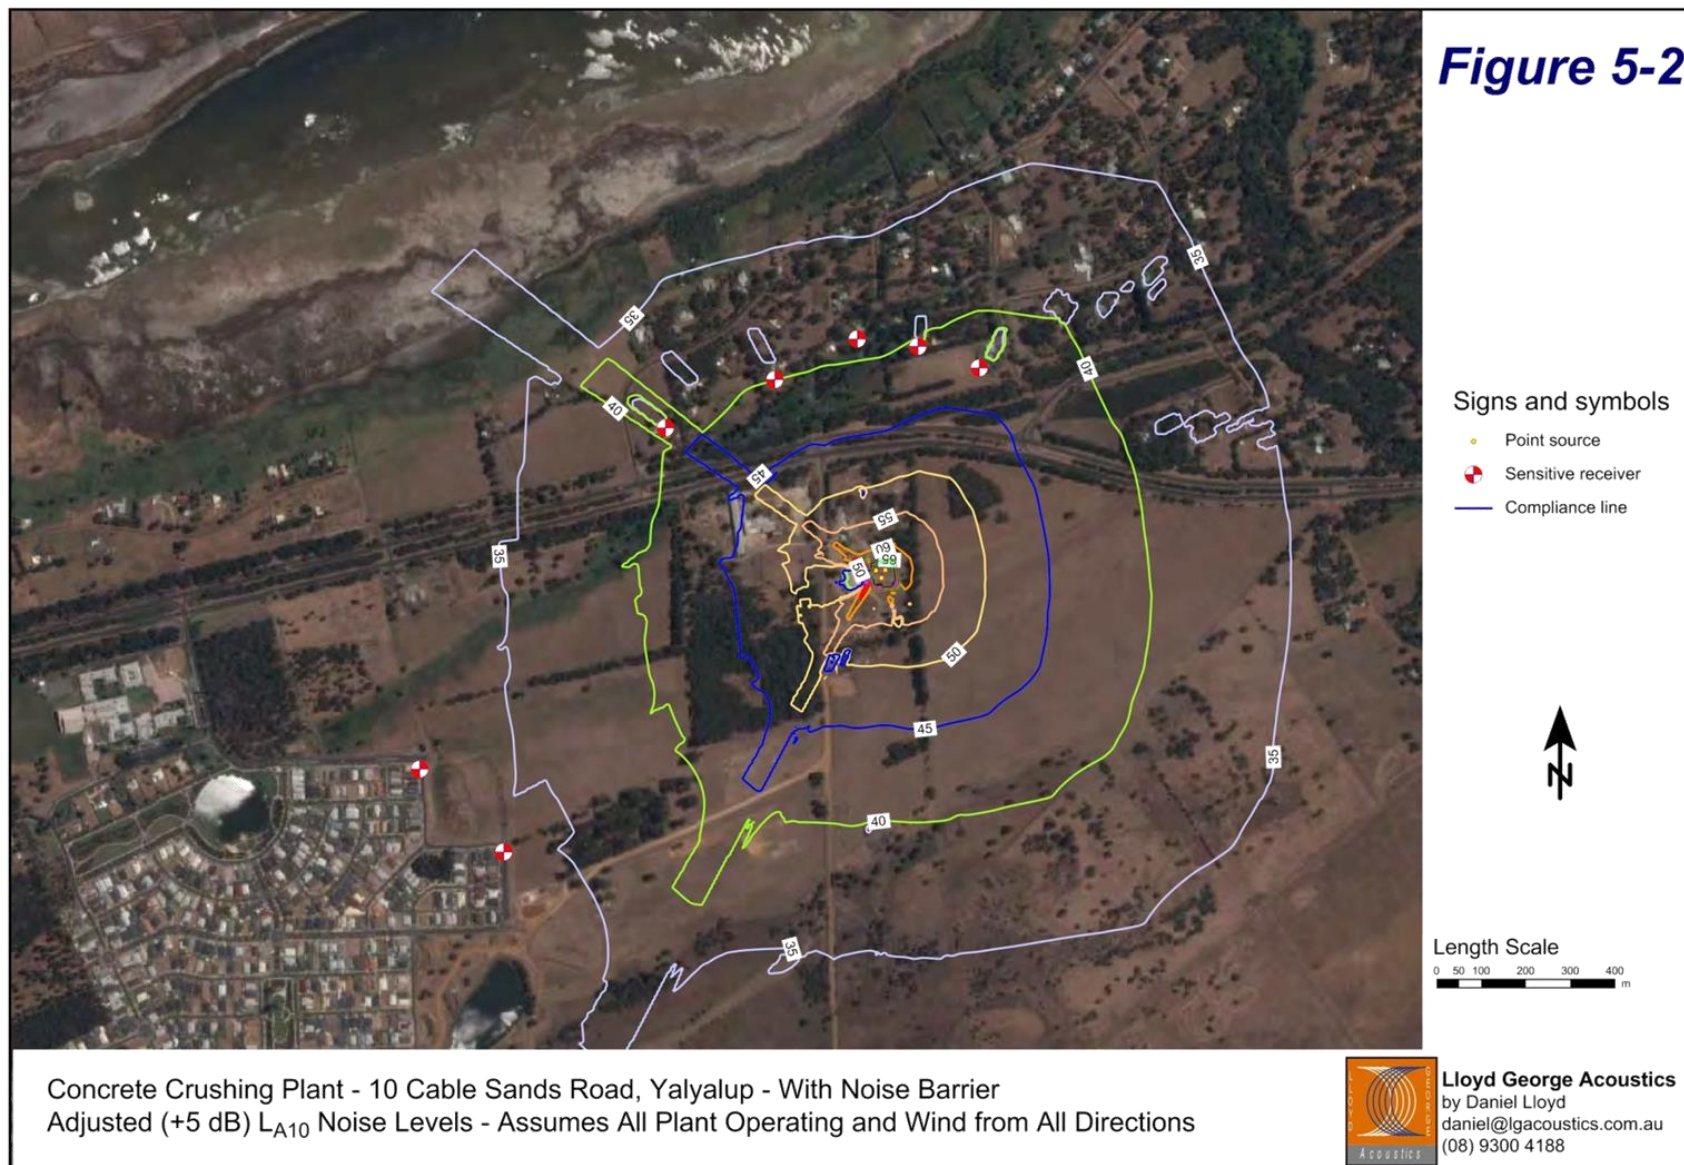 Figure 5-2
35
35
40
40
45
55
60
65
50
35
50
45
35
40
35
Signs and symbols
Point source
Sensitive receiver
Compliance line
N
Length Scale
0 50 100 200 300 400
m
Concrete Crushing Plant - 10 Cable Sands Road, Yalyalup - With Noise Barrier
Adjusted (+5 dB) LA10 Noise Levels - Assumes All Plant Operating and Wind from All Directions
LLOYD
GEORGE
Acoustics
Lloyd George Acoustics
by Daniel Lloyd
daniel@lgacoustics.com.au
(08) 9300 4188